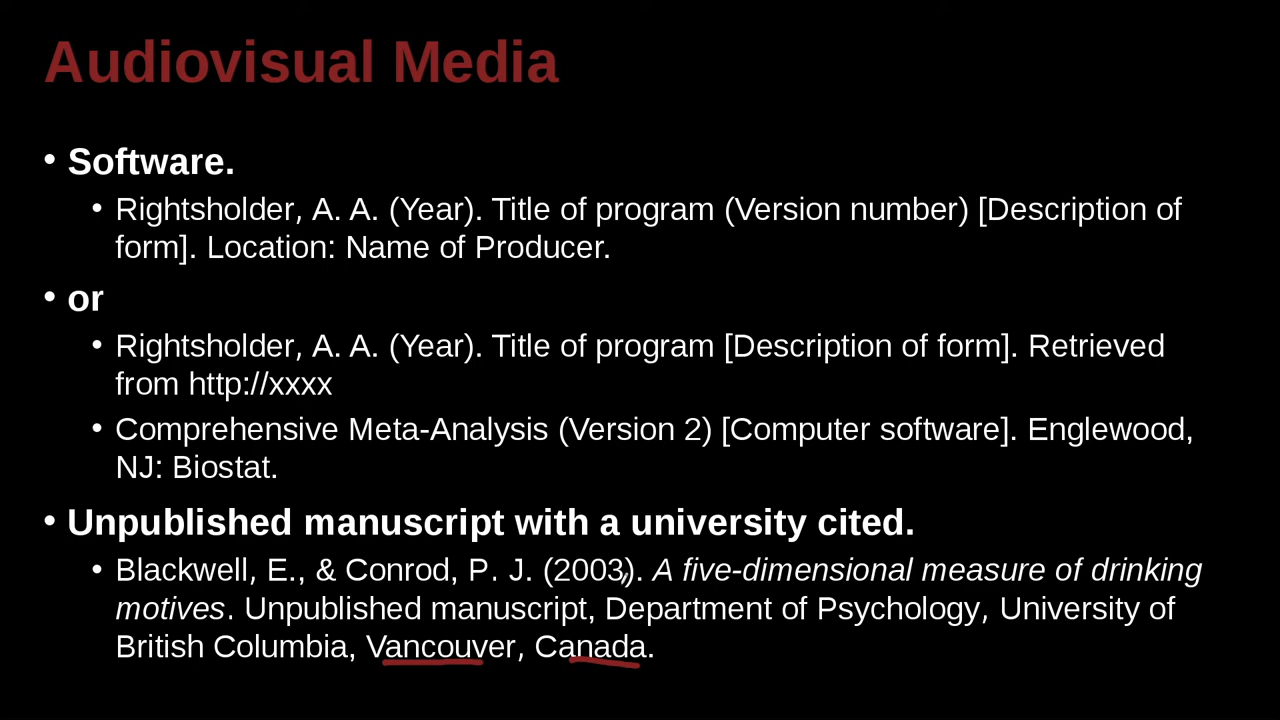 Audiovisual Media
• Software.
• Rightsholder, A. A. (Year). Title of program (Version number) [Description of
form]. Location: Name of Producer.
• or
• Rightsholder, A. A. (Year). Title of program [Description of form]. Retrieved
from http://xxxx
• Comprehensive Meta-Analysis (Version 2) [Computer software]. Englewood,
NJ: Biostat.
• Unpublished manuscript with a university cited.
• Blackwell, E., & Conrod, P. J. (2003). A five-dimensional measure of drinking
motives. Unpublished manuscript, Department of Psychology, University of
British Columbia, Vancouver, Canada.